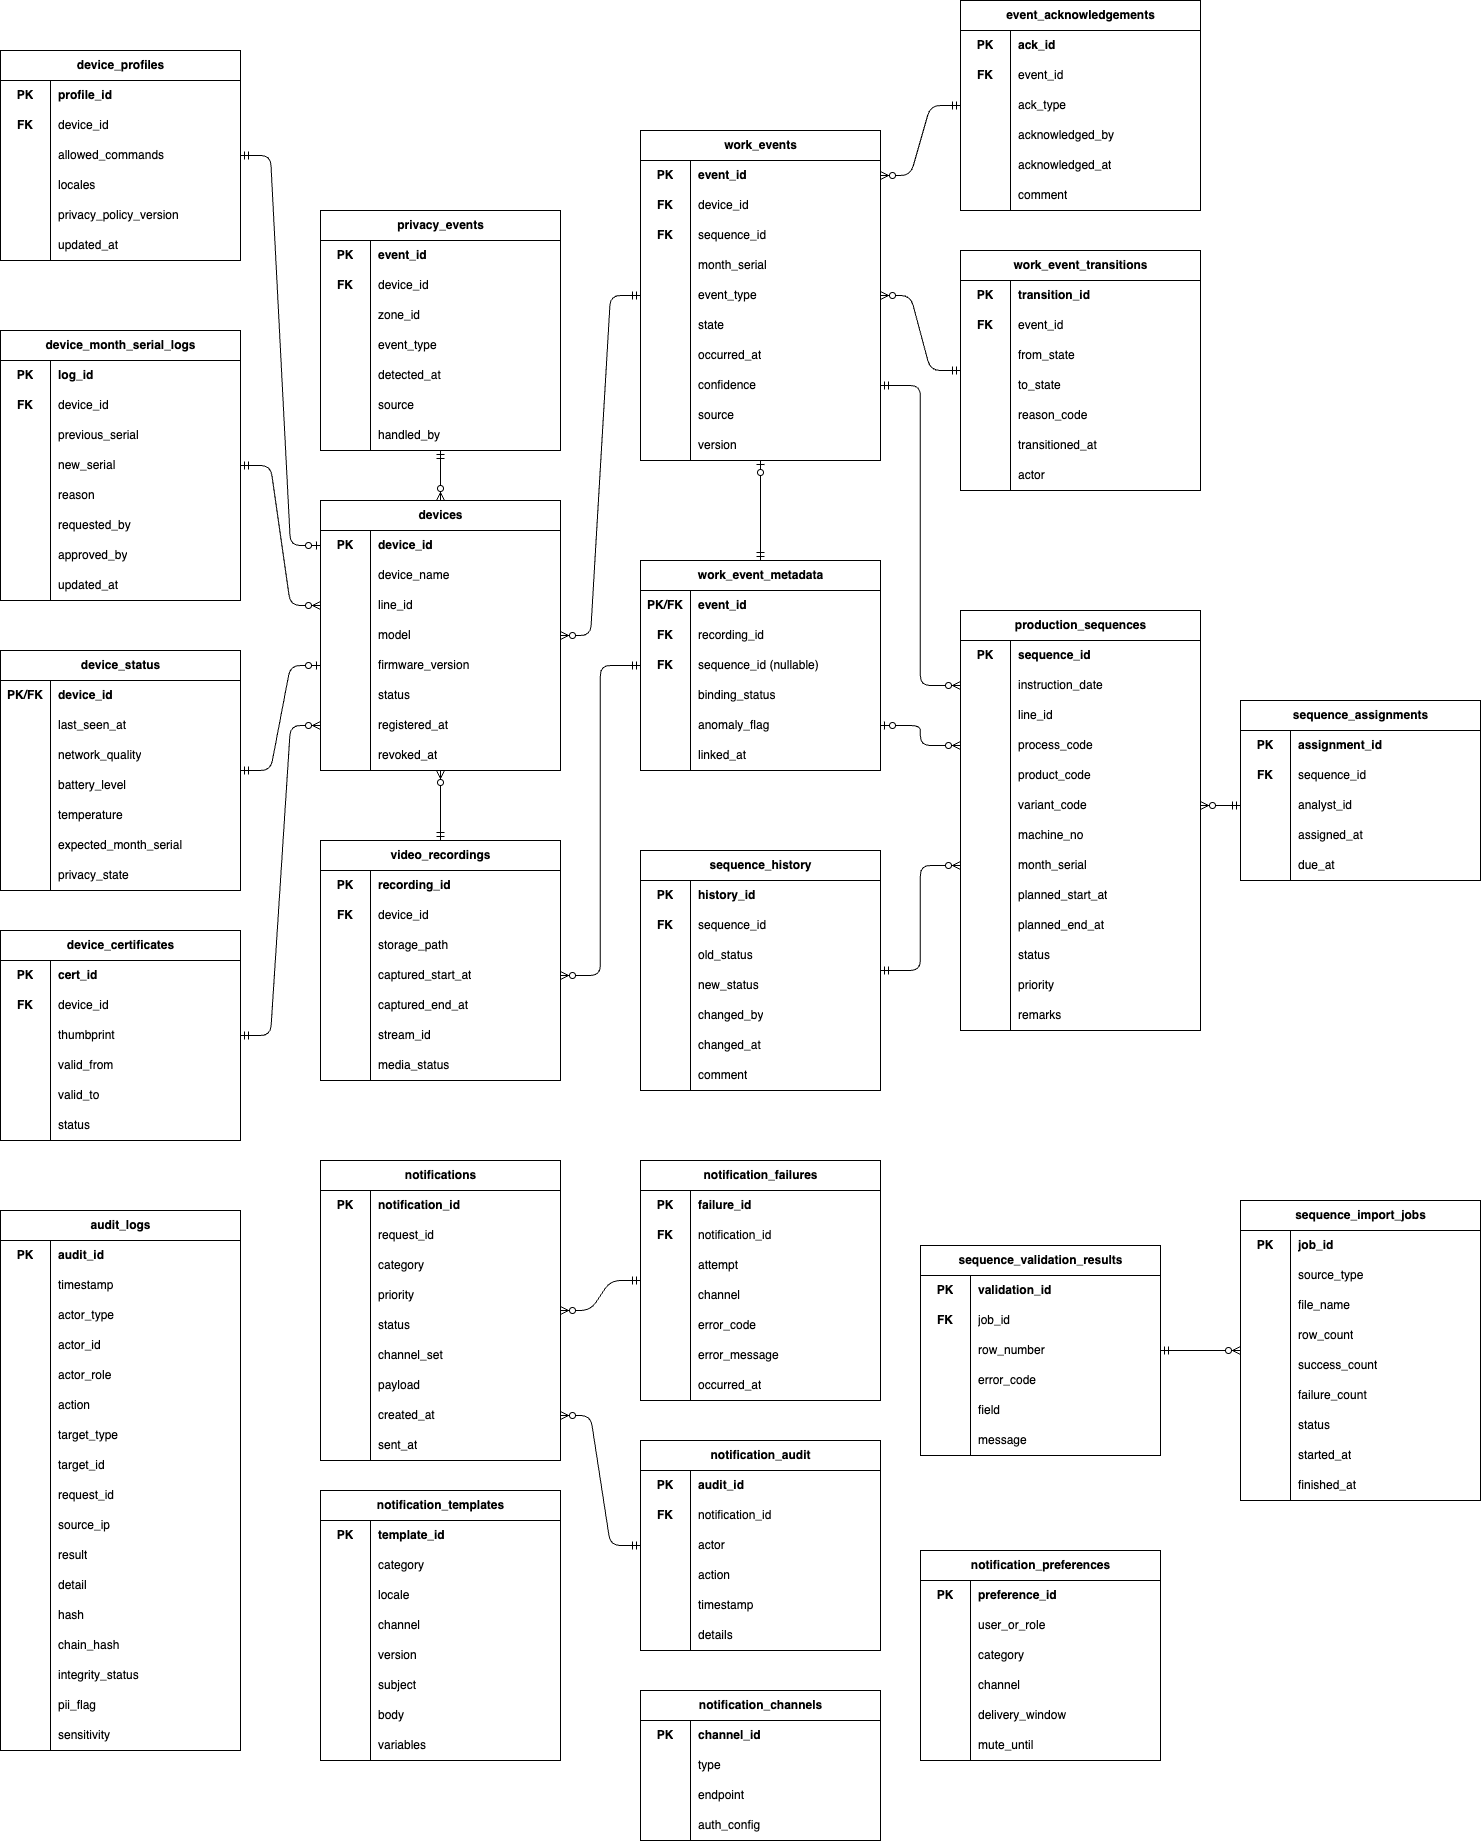 event_acknowledgements
PK ack_id
FK event_id
ack_type
acknowledged_by
acknowledged_at
comment
device_profiles
PK profile_id
FK device_id
allowed_commands
locales
privacy_policy_version
updated_at
work_events
PK event_id
FK device_id
FK sequence_id
month_serial
event_type
state
occurred_at
confidence
source
version
privacy_events
PK event_id
FK device_id
zone_id
event_type
detected_at
source
handled_by
work_event_transitions
PK transition_id
FK event_id
from_state
to_state
reason_code
transitioned_at
actor
device_month_serial_logs
PK log_id
FK device_id
previous_serial
new_serial
reason
requested_by
approved_by
updated_at
devices
PK device_id
device_name
line_id
model
firmware_version
status
registered_at
revoked_at
work_event_metadata
PK/FK event_id
FK recording_id
FK sequence_id (nullable)
binding_status
anomaly_flag
linked_at
production_sequences
PK sequence_id
instruction_date
line_id
process_code
product_code
variant_code
machine_no
month_serial
planned_start_at
planned_end_at
status
priority
remarks
device_status
PK/FK device_id
last_seen_at
network_quality
battery_level
temperature
expected_month_serial
privacy_state
sequence_assignments
PK assignment_id
FK sequence_id
analyst_id
assigned_at
due_at
video_recordings
PK recording_id
FK device_id
storage_path
captured_start_at
captured_end_at
stream_id
media_status
sequence_history
PK history_id
FK sequence_id
old_status
new_status
changed_by
changed_at
comment
device_certificates
PK cert_id
FK device_id
thumbprint
valid_from
valid_to
status
notifications
PK notification_id
request_id
category
priority
status
channel_set
payload
created_at
sent_at
notification_failures
PK failure_id
FK notification_id
attempt
channel
error_code
error_message
occurred_at
audit_logs
PK audit_id
timestamp
actor_type
actor_id
actor_role
action
target_type
target_id
request_id
source_ip
result
detail
hash
chain_hash
integrity_status
pii_flag
sensitivity
sequence_validation_results
PK validation_id
FK job_id
row_number
error_code
field
message
sequence_import_jobs
PK job_id
source_type
file_name
row_count
success_count
failure_count
status
started_at
finished_at
notification_audit
PK audit_id
FK notification_id
actor
action
timestamp
details
notification_templates
PK template_id
category
locale
channel
version
subject
body
variables
notification_preferences
PK preference_id
user_or_role
category
channel
delivery_window
mute_until
notification_channels
PK channel_id
type
endpoint
auth_config